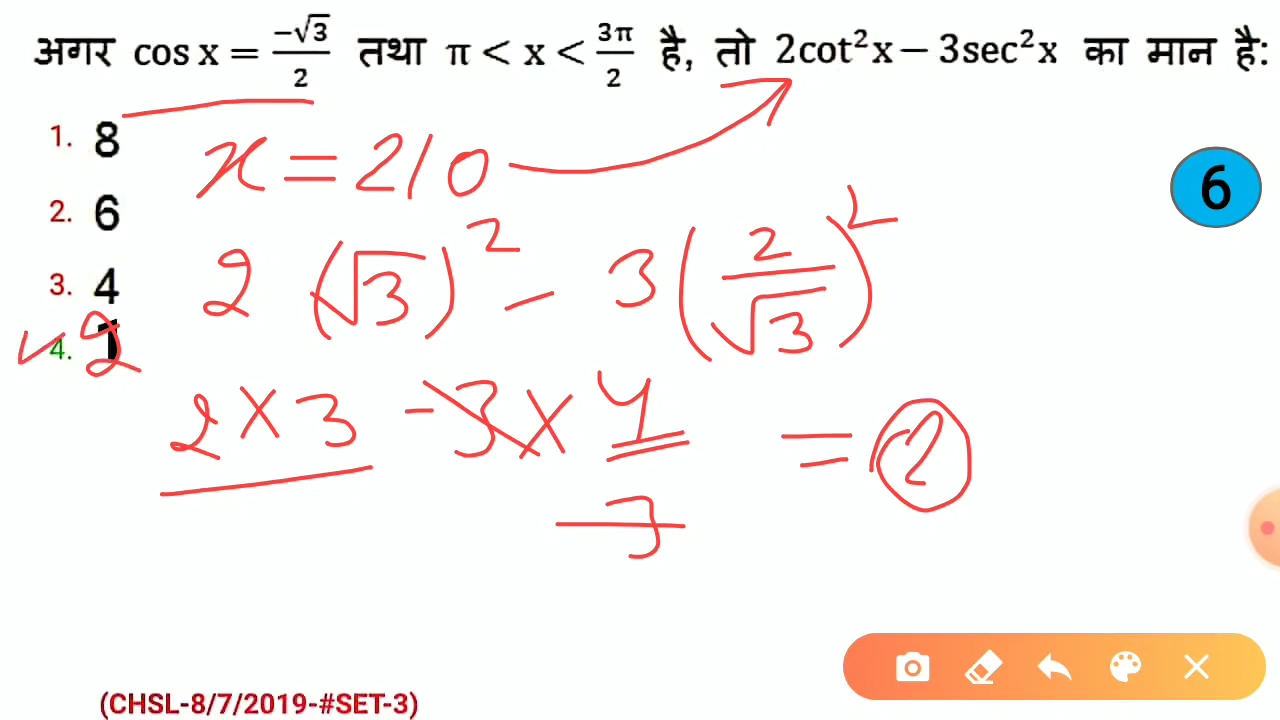 अगर cos x = -√3/2 तथा π < x < 3π/2 है, तो 2cot²x − 3sec²x का मान है:
1. 8
x = 210
6
2. 6
2 (√3)² − 3(2/√3)²
3. 4
4. 2
2 × 3 − 3 × 4/3 = 2
(CHSL-8/7/2019-#SET-3)